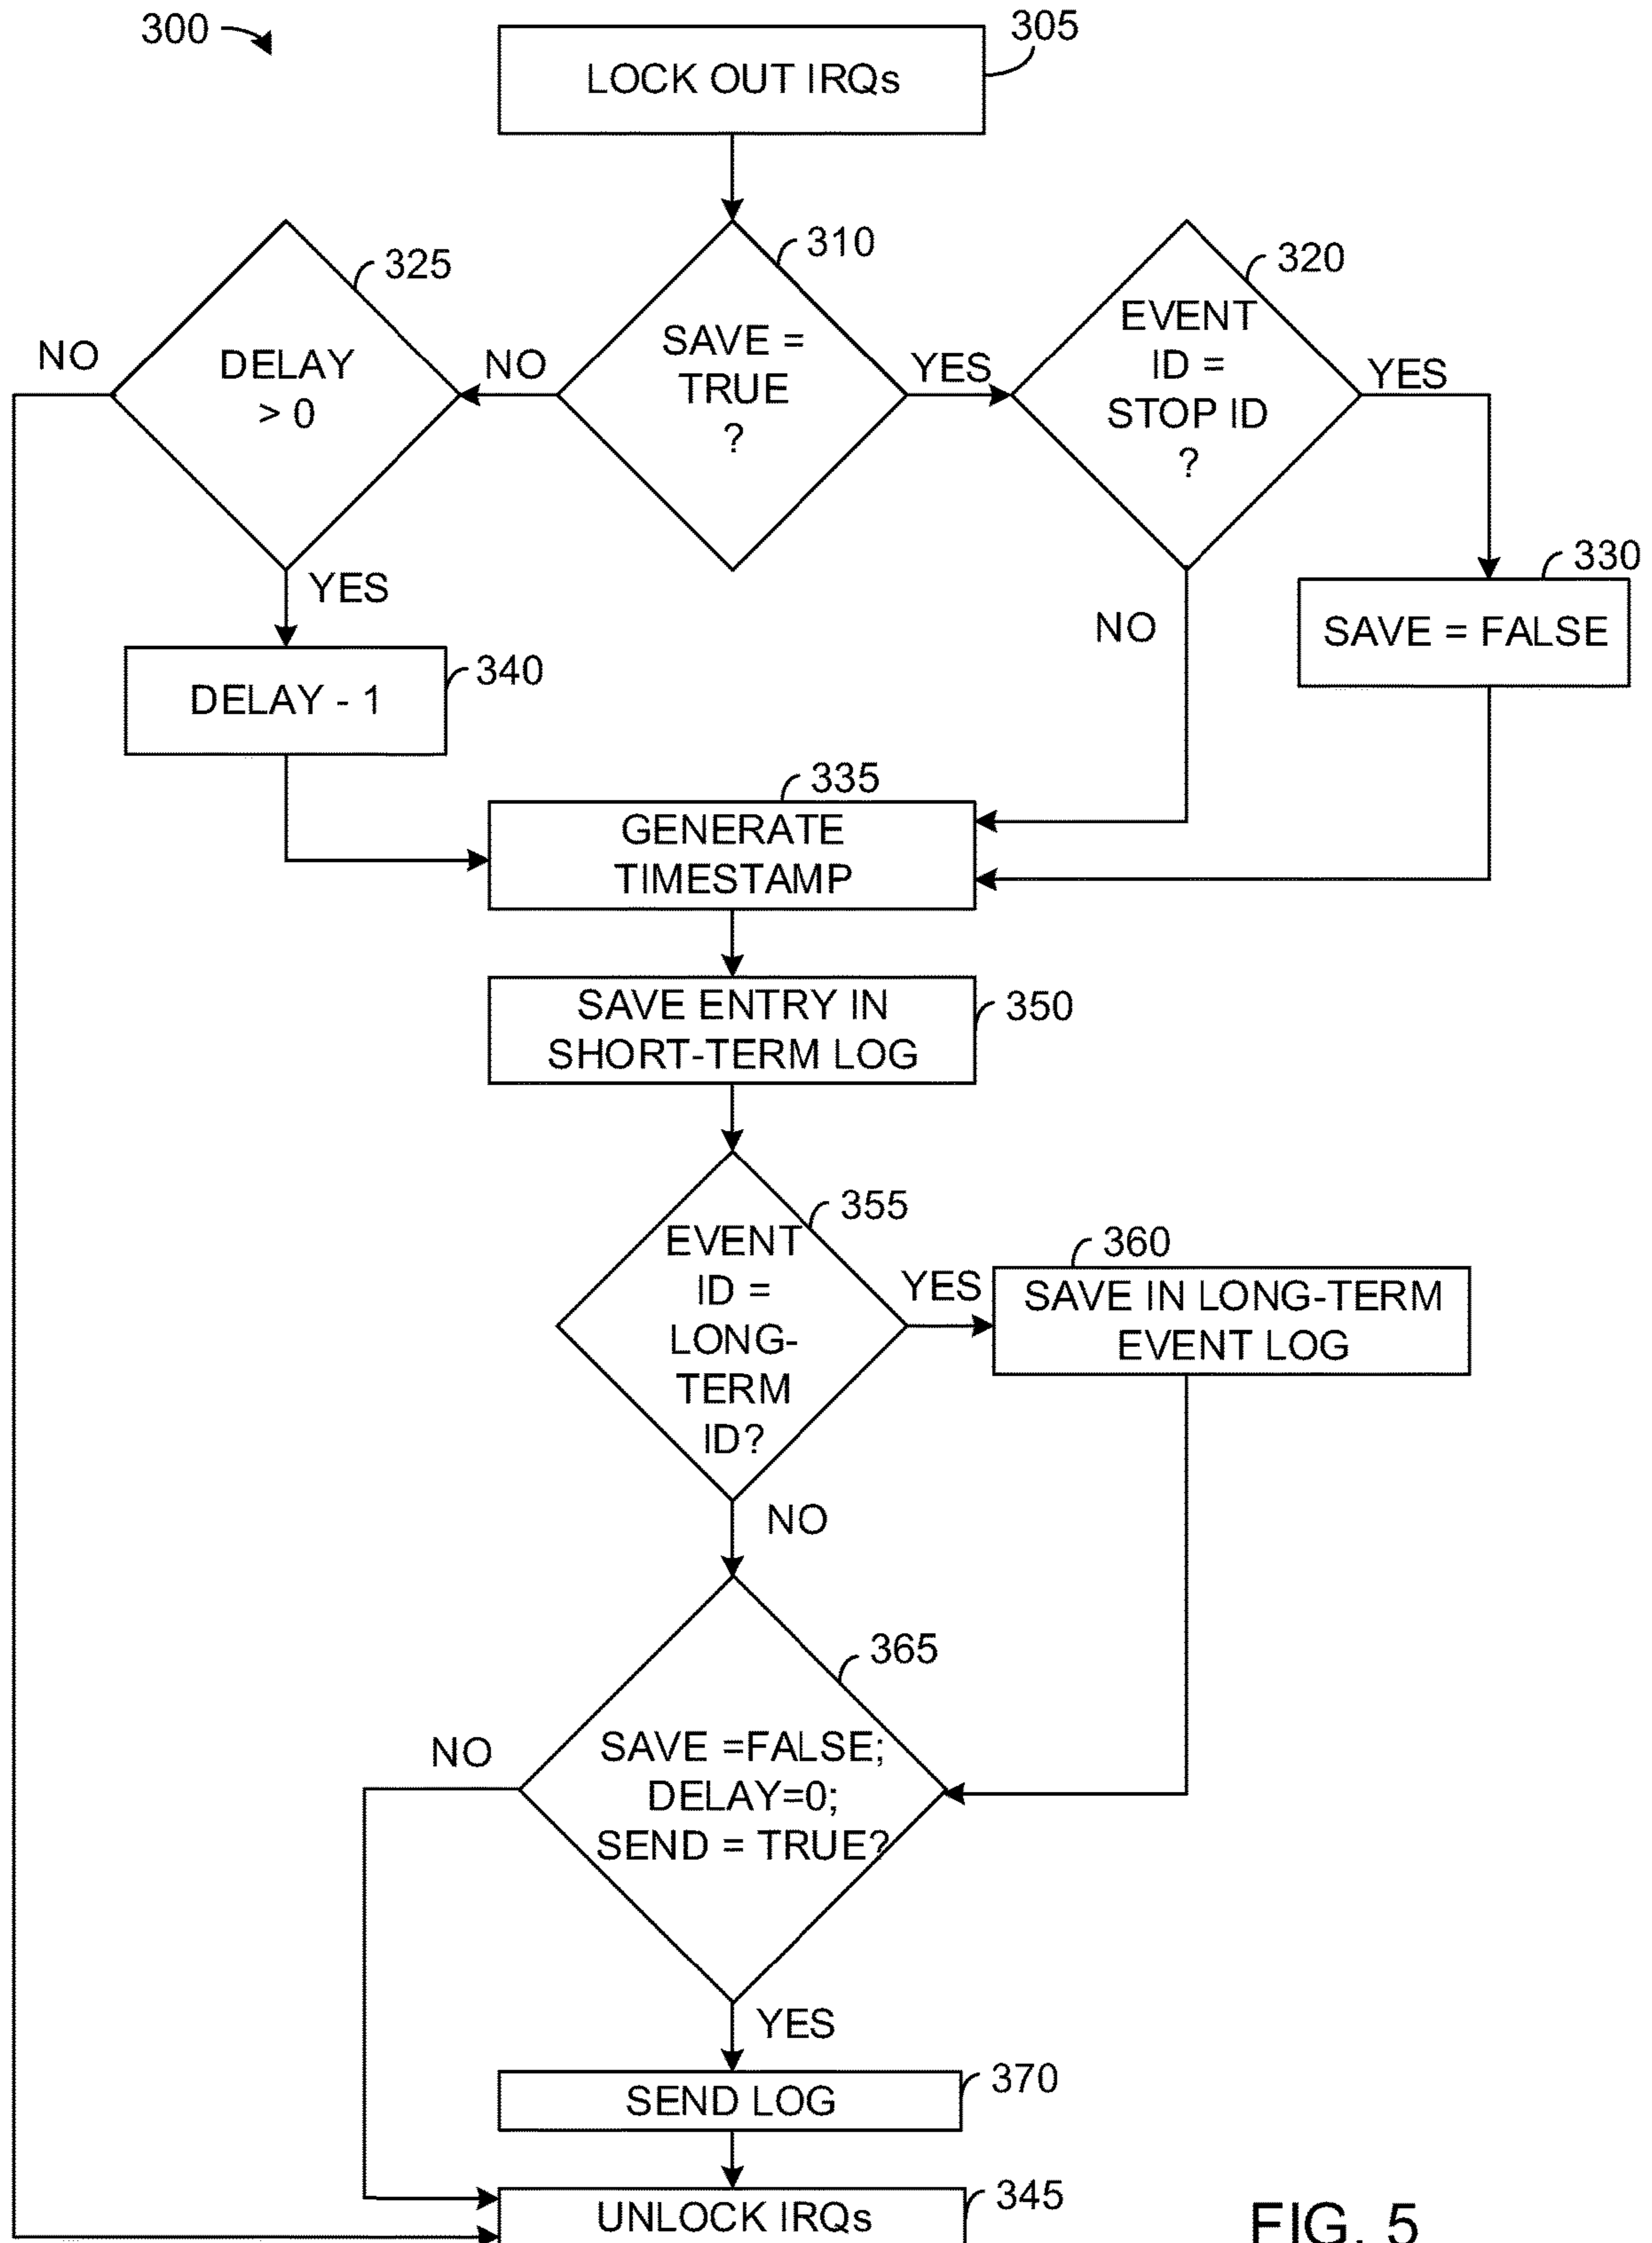 300
LOCK OUT IRQs
305
310
SAVE =
TRUE
?
NO
YES
325
DELAY
> 0
NO
YES
320
EVENT
ID =
STOP ID
?
YES
NO
330
SAVE = FALSE
340
DELAY - 1
335
GENERATE
TIMESTAMP
350
SAVE ENTRY IN
SHORT-TERM LOG
355
EVENT
ID =
LONG-
TERM
ID?
YES
NO
360
SAVE IN LONG-TERM
EVENT LOG
365
SAVE =FALSE;
DELAY=0;
SEND = TRUE?
NO
YES
370
SEND LOG
345
UNLOCK IRQs
FIG. 5